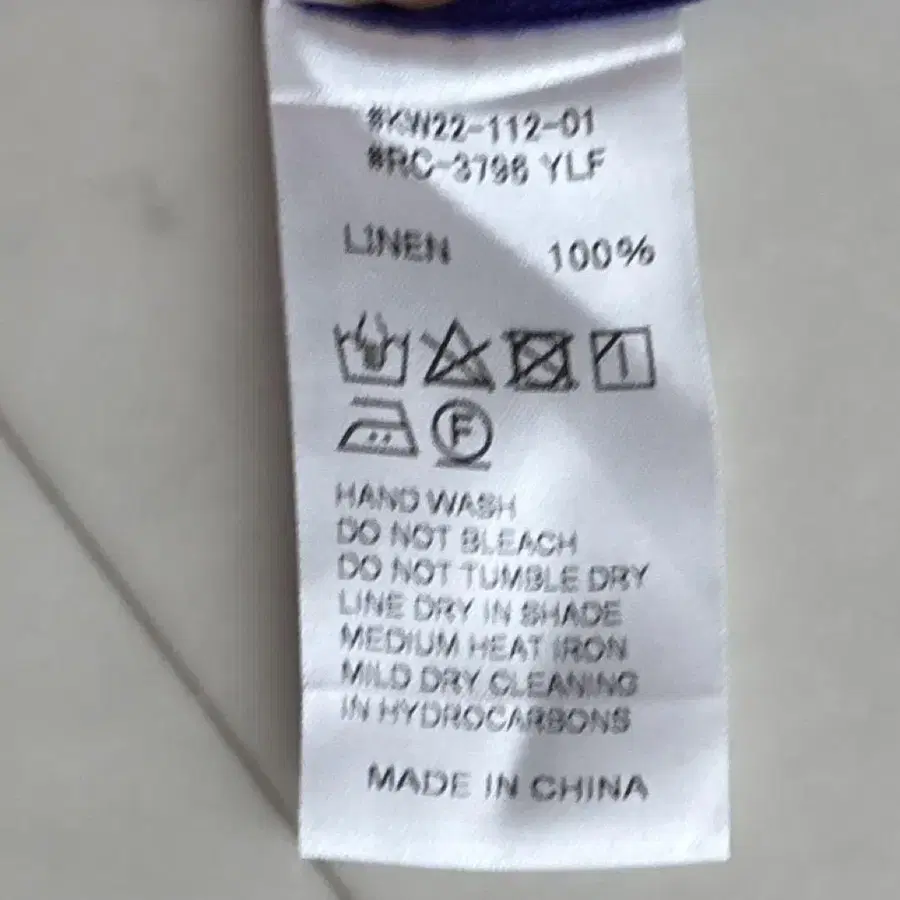 #KW22-112-01
#RC-3796 YLF
LINEN 100%
F
HAND WASH
DO NOT BLEACH
DO NOT TUMBLE DRY
LINE DRY IN SHADE
MEDIUM HEAT IRON
MILD DRY CLEANING
IN HYDROCARBONS
MADE IN CHINA